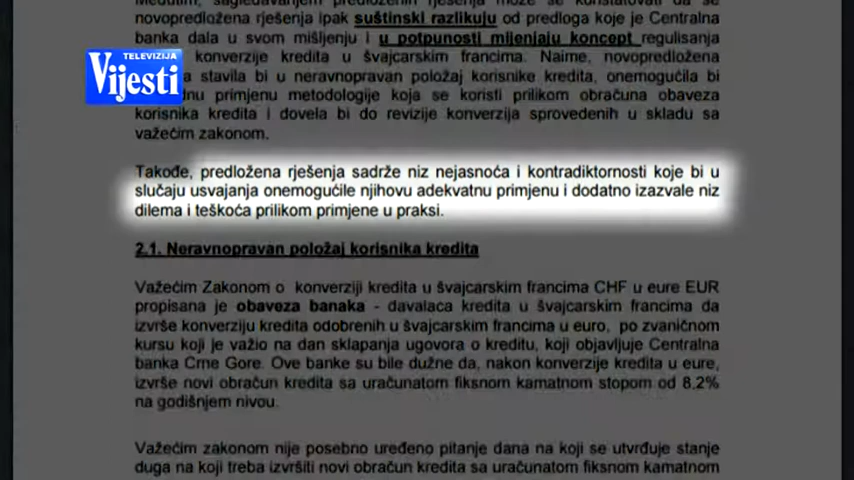 Međutim, sagledavanjem predloženih rješenja može se konstatovati da se
novopredložena rješenja ipak suštinski razlikuju od predloga koje je Centralna
banka dala u svom mišljenju i u potpunosti mijenjaju koncept regulisanja
konverzije kredita u švajcarskim francima. Naime, novopredložena
stavila bi u neravnopravan položaj korisnike kredita, onemogućila bi
primjenu metodologije koja se koristi prilikom obračuna obaveza
korisnika kredita i dovela bi do revizije konverzija sprovedenih u skladu sa
važećim zakonom.
TELEVIZIJA
Vijesti
Takođe, predložena rješenja sadrže niz nejasnoća i kontradiktornosti koje bi u
slučaju usvajanja onemogućile njihovu adekvatnu primjenu i dodatno izazvale niz
dilema i teškoća prilikom primjene u praksi.
2.1. Neravnopravan položaj korisnika kredita
Važećim Zakonom o konverziji kredita u švajcarskim francima CHF u eure EUR
propisana je obaveza banaka - davalaca kredita u švajcarskim francima da
izvrše konverziju kredita odobrenih u švajcarskim francima u euro, po zvaničnom
kursu koji je važio na dan sklapanja ugovora o kreditu, koji objavljuje Centralna
banka Crne Gore. Ove banke su bile dužne da, nakon konverzije kredita u eure,
izvrše novi obračun kredita sa uračunatom fiksnom kamatnom stopom od 8.2%
na godišnjem nivou.
Važećim zakonom nije posebno uređeno pitanje dana na koji se utvrđuje stanje
duga na koji treba izvršiti novi obračun kredita sa uračunatom fiksnom kamatnom